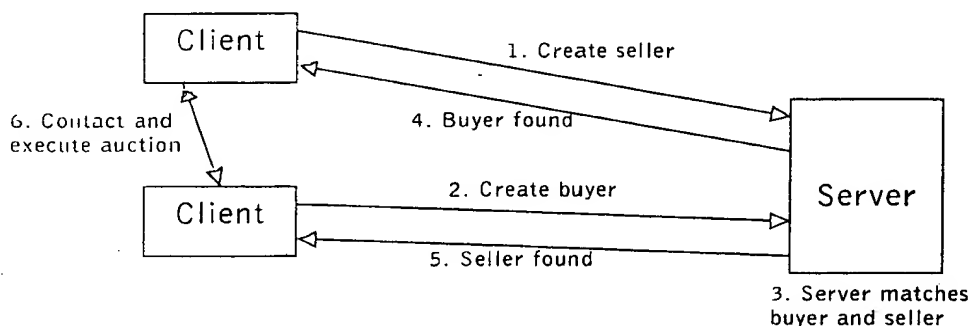 Client
1. Create seller
4. Buyer found
6. Contact and
execute auction
Client
2. Create buyer
5. Seller found
Server
3. Server matches
buyer and seller